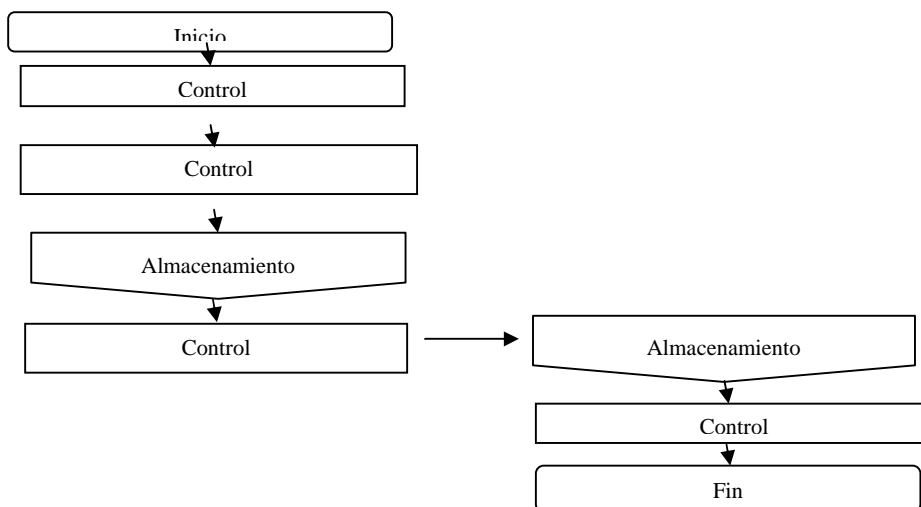 Inicio
Control
Control
Almacenamiento
Control
Almacenamiento
Control
Fin